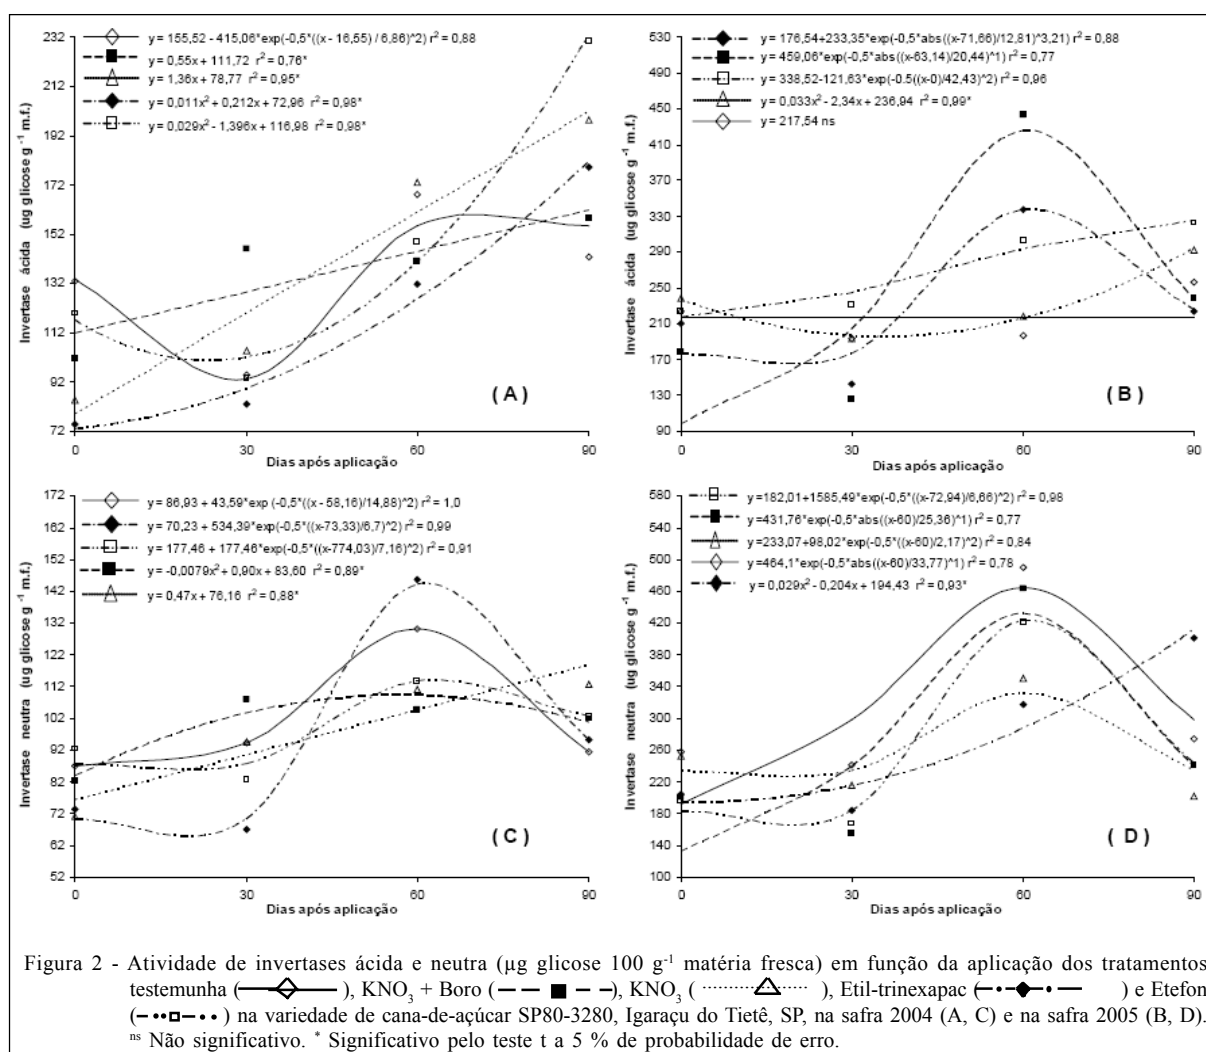 y = 155,52 - 415,06*exp(-0,5*((x - 16,55) / 6,86)^2) r² = 0,88
y = 0,55x + 111,72 r² = 0,76*
y = 1,36x + 78,77 r² = 0,95*
y = 0,011x² + 0,212x + 72,96 r² = 0,98*
y = 0,029x² - 1,396x + 116,98 r² = 0,98*
Invertase ácida (ug glicose g⁻¹ m.f.)
232
212
192
172
152
132
112
92
72
0 30 60 90
Dias após aplicação
( A )
y = 176,54+233,35*exp(-0,5*abs((x-71,66)/12,81)^3,21) r² = 0,88
y = 459,06*exp(-0,5*abs((x-63,14)/20,44)^1) r² = 0,77
y = 338,52-121,63*exp(-0.5((x-0)/42,43)^2) r² = 0,96
y = 0,033x² - 2,34x + 236,94 r² = 0,99*
y = 217,54 ns
Invertase ácida (ug glicose g⁻¹ m.f.)
530
490
450
410
370
330
290
250
210
170
130
90
0 30 60 90
Dias após aplicação
( B )
y = 86,93 + 43,59*exp (-0,5*((x - 58,16)/14,88)^2) r² = 1,0
y = 70,23 + 534,39*exp(-0,5*((x-73,33)/6,7)^2) r² = 0,99
y = 177,46 + 177,46*exp(-0,5*((x-774,03)/7,16)^2) r² = 0,91
y = -0,0079x² + 0,90x + 83,60 r² = 0,89*
y = 0,47x + 76,16 r² = 0,88*
Invertase neutra (ug glicose g⁻¹ m.f.)
172
162
152
142
132
122
112
102
92
82
72
62
52
0 30 60 90
Dias após aplicação
( C )
y=182,01+1585,49*exp(-0,5*((x-72,94)/6,66)^2) r² = 0,98
y=431,76*exp(-0,5*abs((x-60)/25,36)^1) r² = 0,77
y=233,07+98,02*exp(-0,5*((x-60)/2,17)^2) r² = 0,84
y=464,1*exp(-0,5*abs((x-60)/33,77)^1) r² = 0,78
y = 0,029x² - 0,204x + 194,43 r² = 0,93*
Invertase neutra (ug glicose g⁻¹ m.f.)
580
540
500
460
420
380
340
300
260
220
180
140
100
0 30 60 90
Dias após aplicação
( D )
Figura 2 - Atividade de invertases ácida e neutra (µg glicose 100 g⁻¹ matéria fresca) em função da aplicação dos tratamentos
testemunha ( ), KNO₃ + Boro ( ), KNO₃ ( ), Etil-trinexapac ( ) e Etefon
( ) na variedade de cana-de-açúcar SP80-3280, Igaraçu do Tietê, SP, na safra 2004 (A, C) e na safra 2005 (B, D).
ⁿˢ Não significativo. * Significativo pelo teste t a 5 % de probabilidade de erro.